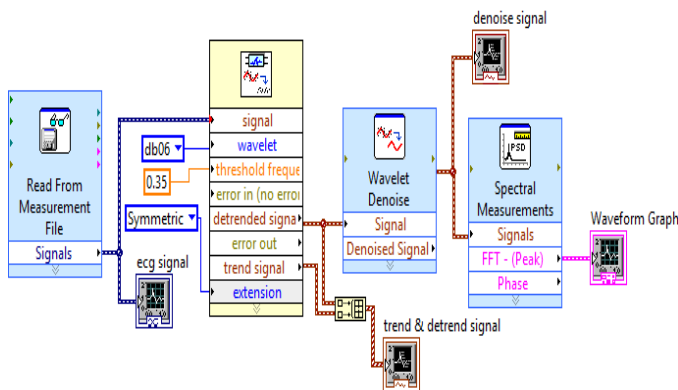 denoise signal
signal
wavelet
threshold freque
error in (no error
detrended signa
error out
trend signal
extension
db06
0.35
Symmetric
Read From
Measurement
File
Signals
ecg signal
Wavelet
Denoise
Signal
Denoised Signal
PSD
Spectral
Measurements
Signals
FFT - (Peak)
Phase
Waveform Graph
trend & detrend signal